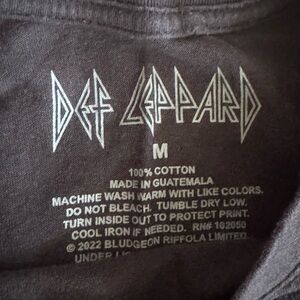 DEF LEPPARD
M
100% COTTON
MADE IN GUATEMALA
MACHINE WASH WARM WITH LIKE COLORS.
DO NOT BLEACH. TUMBLE DRY LOW.
TURN INSIDE OUT TO PROTECT PRINT.
COOL IRON IF NEEDED. RN# 102050
© 2022 BLUDGEON RIFFOLA LIMITED.
UNDER